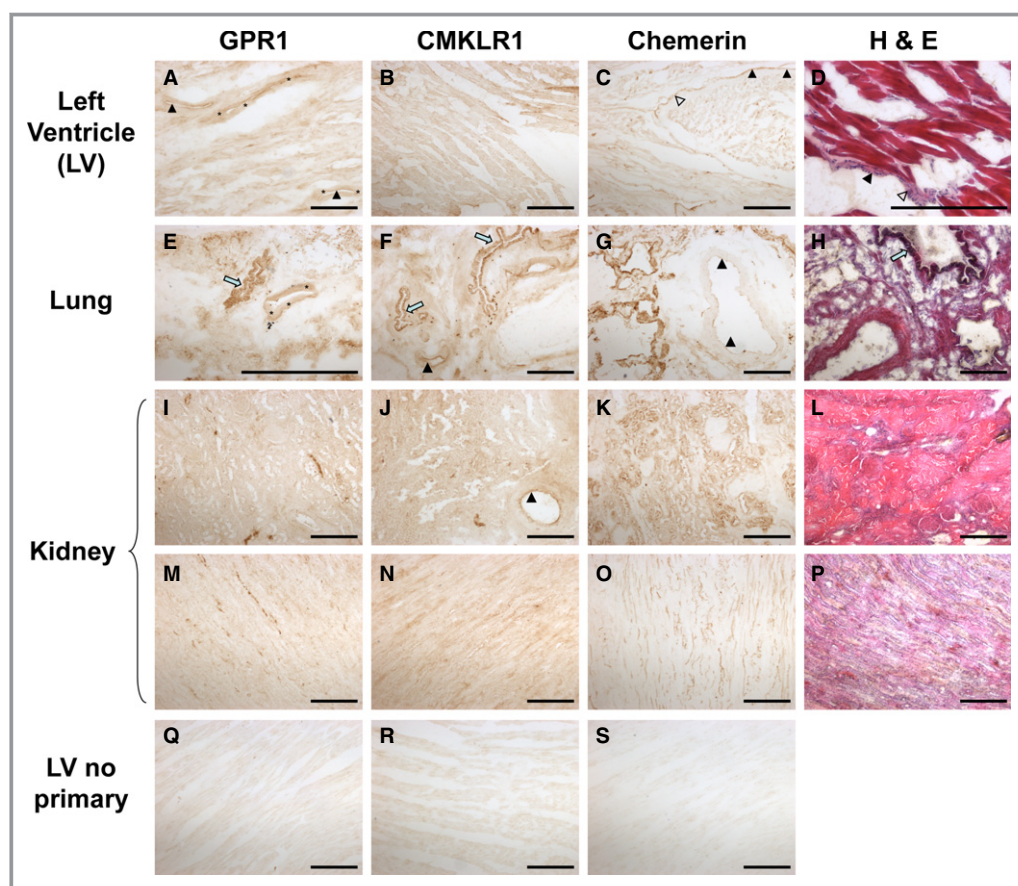 GPR1 CMKLR1 Chemerin H & E
Left
Ventricle
(LV)
A B C D
Lung
E F G H
Kidney
I J K L
M N O P
LV no
primary
Q R S